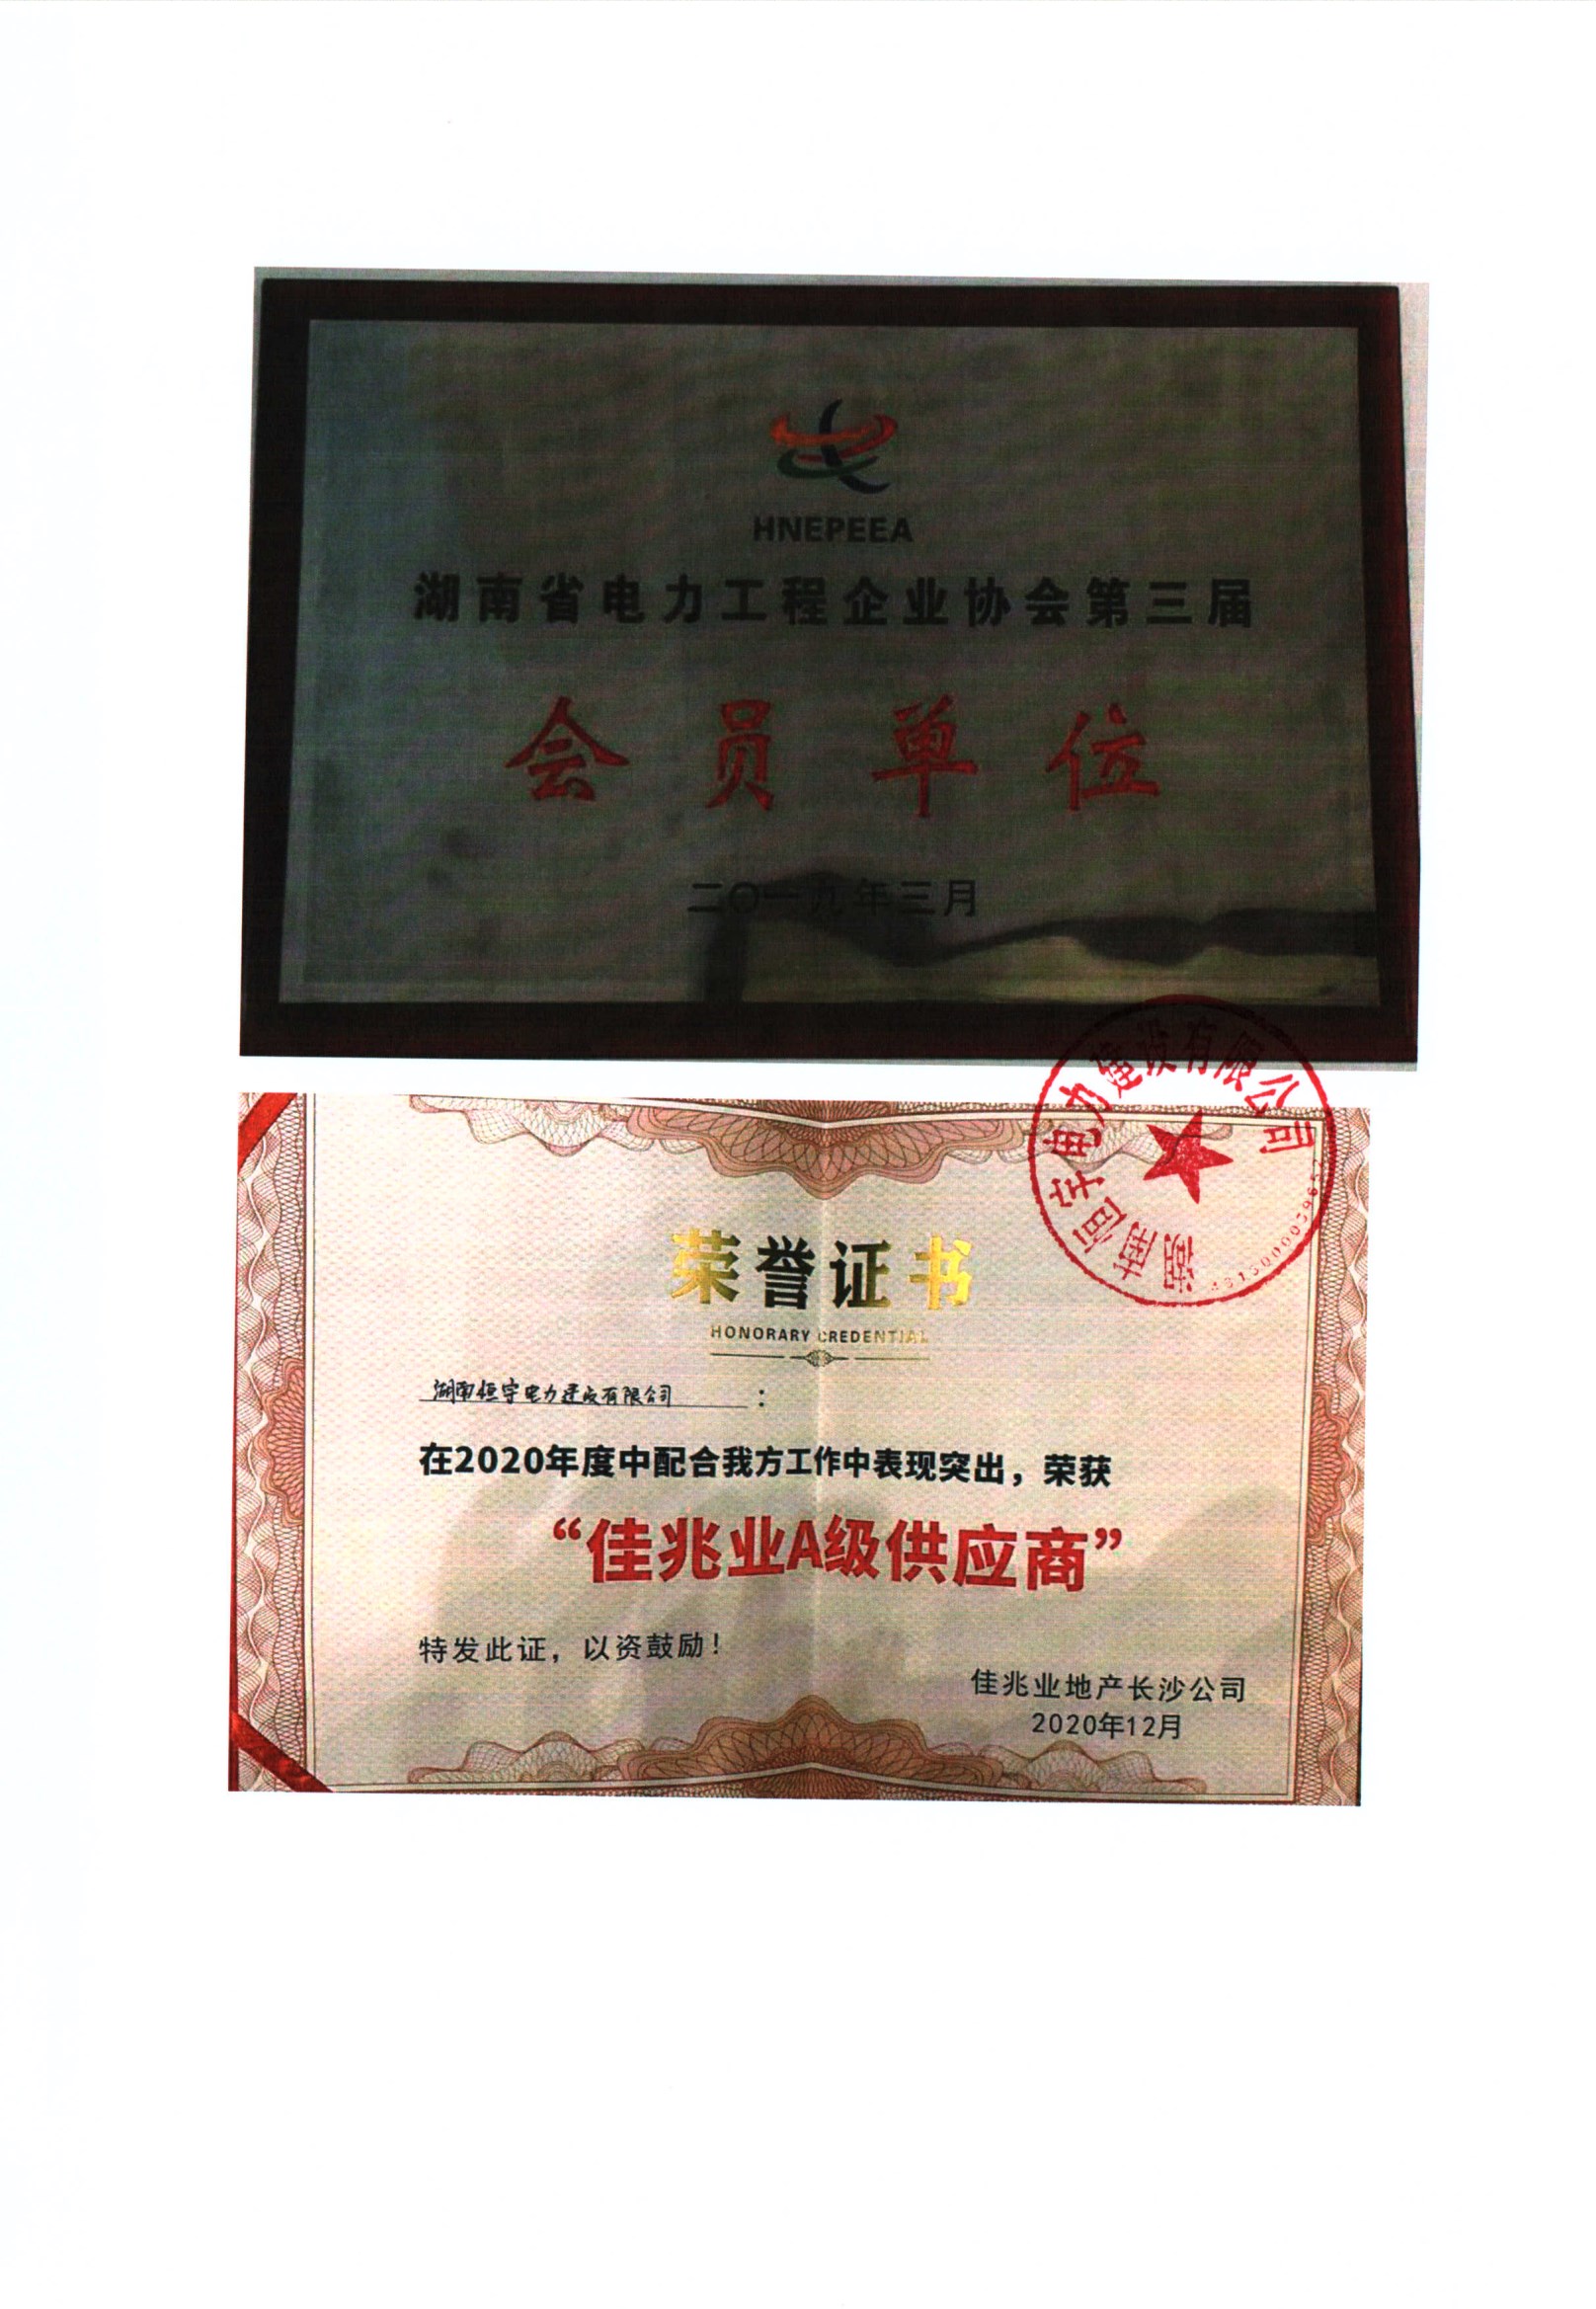 HNEPEEA
湖南省电力工程企业协会第三届
会员单位
二〇一九年三月
湖南恒宇电力建设有限公司
荣誉证书
HONORARY CREDENTIAL
湖南恒宇电力建设有限公司：
在2020年度中配合我方工作中表现突出，荣获
“佳兆业A级供应商”
特发此证，以资鼓励！
佳兆业地产长沙公司
2020年12月